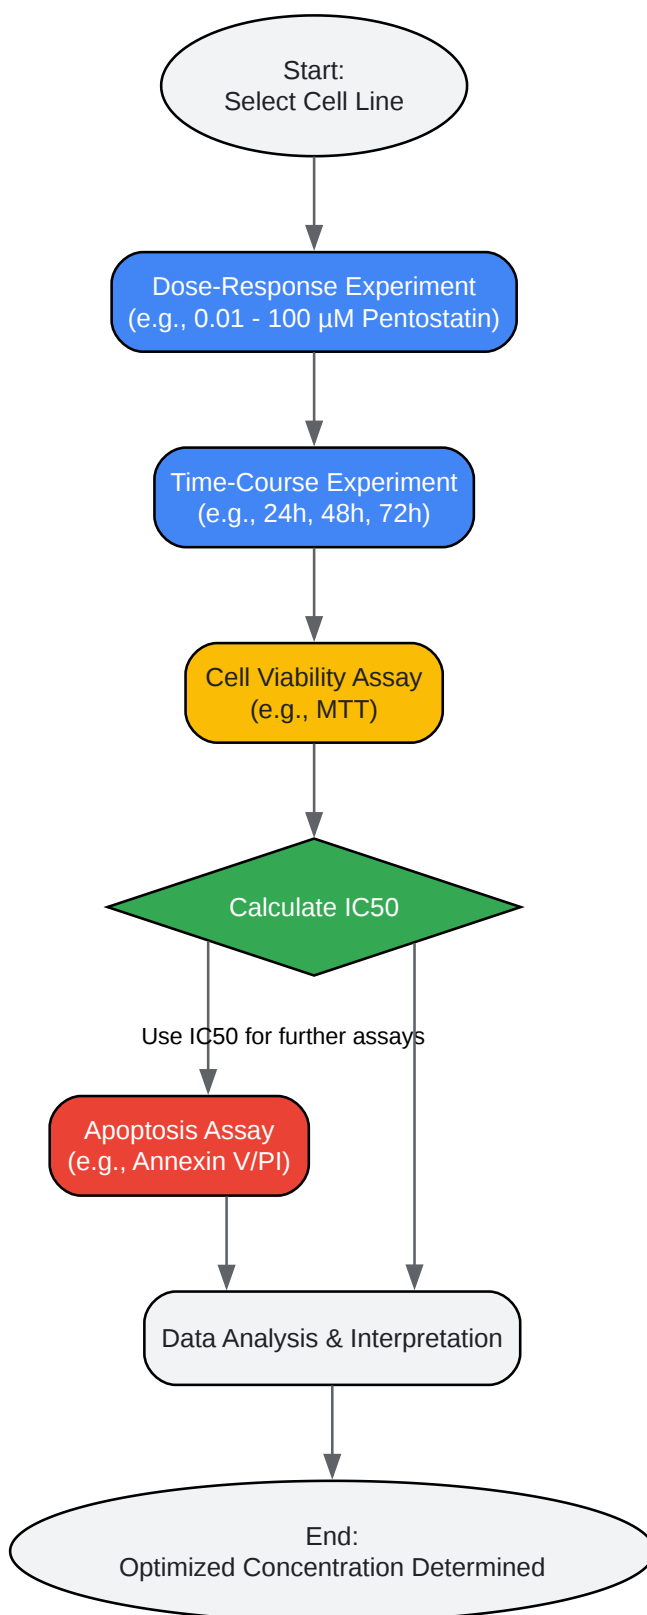 Start:
Select Cell Line
Dose-Response Experiment
(e.g., 0.01 - 100 µM Pentostatin)
Time-Course Experiment
(e.g., 24h, 48h, 72h)
Cell Viability Assay
(e.g., MTT)
Calculate IC50
Use IC50 for further assays
Apoptosis Assay
(e.g., Annexin V/PI)
Data Analysis & Interpretation
End:
Optimized Concentration Determined